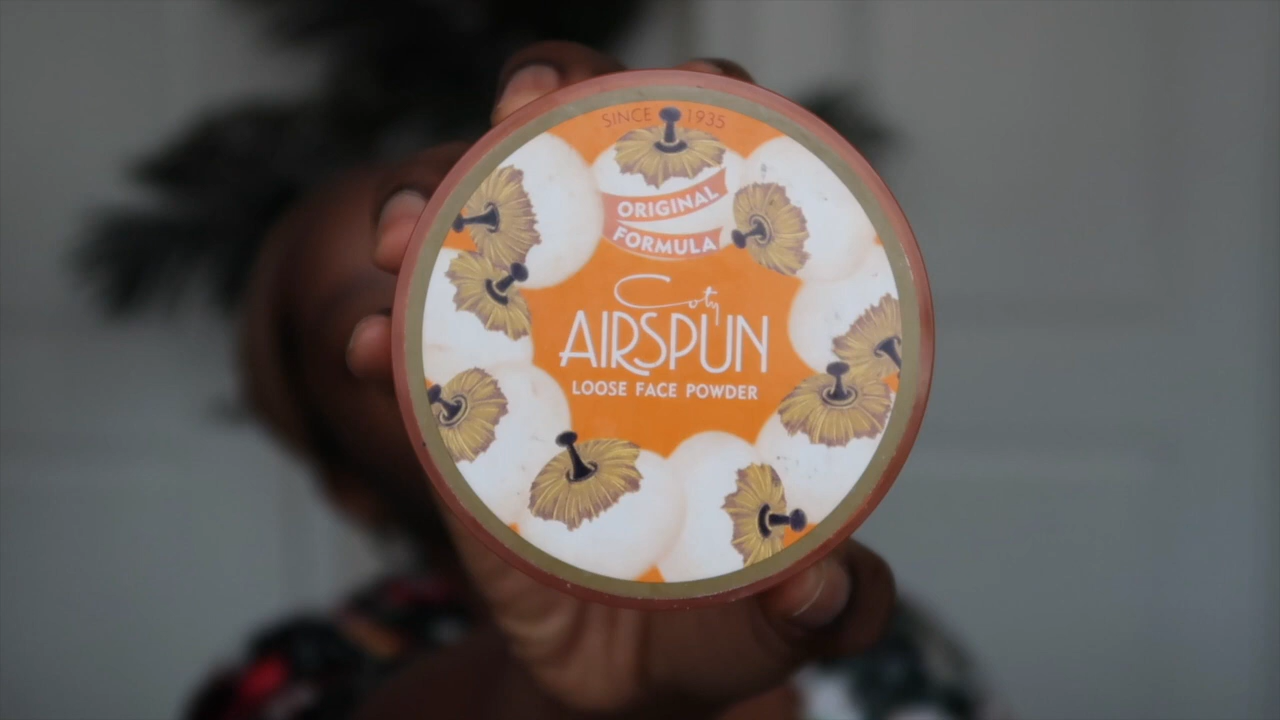 SINCE 1935
ORIGINAL
FORMULA
Coty
AIRSPUN
LOOSE FACE POWDER